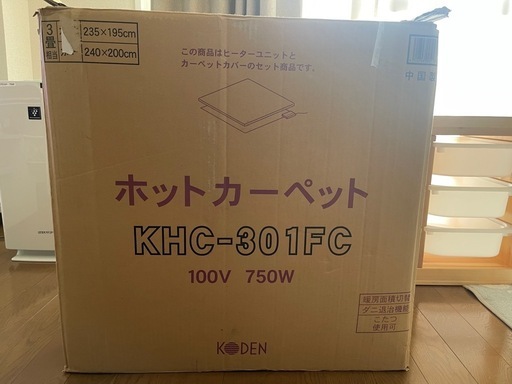 3畳相当
235×195cm
240×200cm
この商品はヒーターユニットと
カーペットカバーのセット商品です。
中国
ホットカーペット
KHC-301FC
100V 750W
暖房面積切替
ダニ退治機能
こたつ
使用可
KODEN